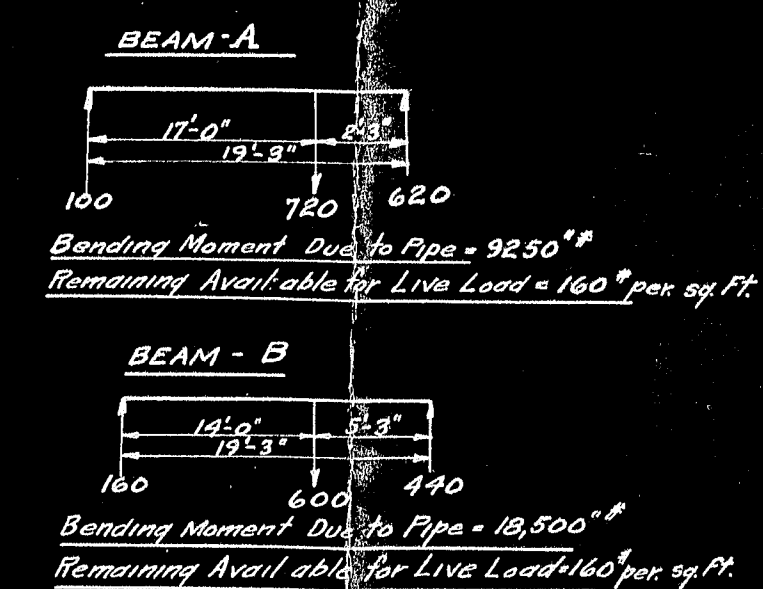 BEAM-A
17'-0" 2'-3"
19'-3"
100 720 620
Bending Moment Due to Pipe = 9250"#
Remaining Available for Live Load = 160# per. sq. Ft.
BEAM - B
14'-0" 5'-3"
19'-3"
160 600 440
Bending Moment Due to Pipe = 18,500"#
Remaining Available for Live Load=160# per. sq. Ft.